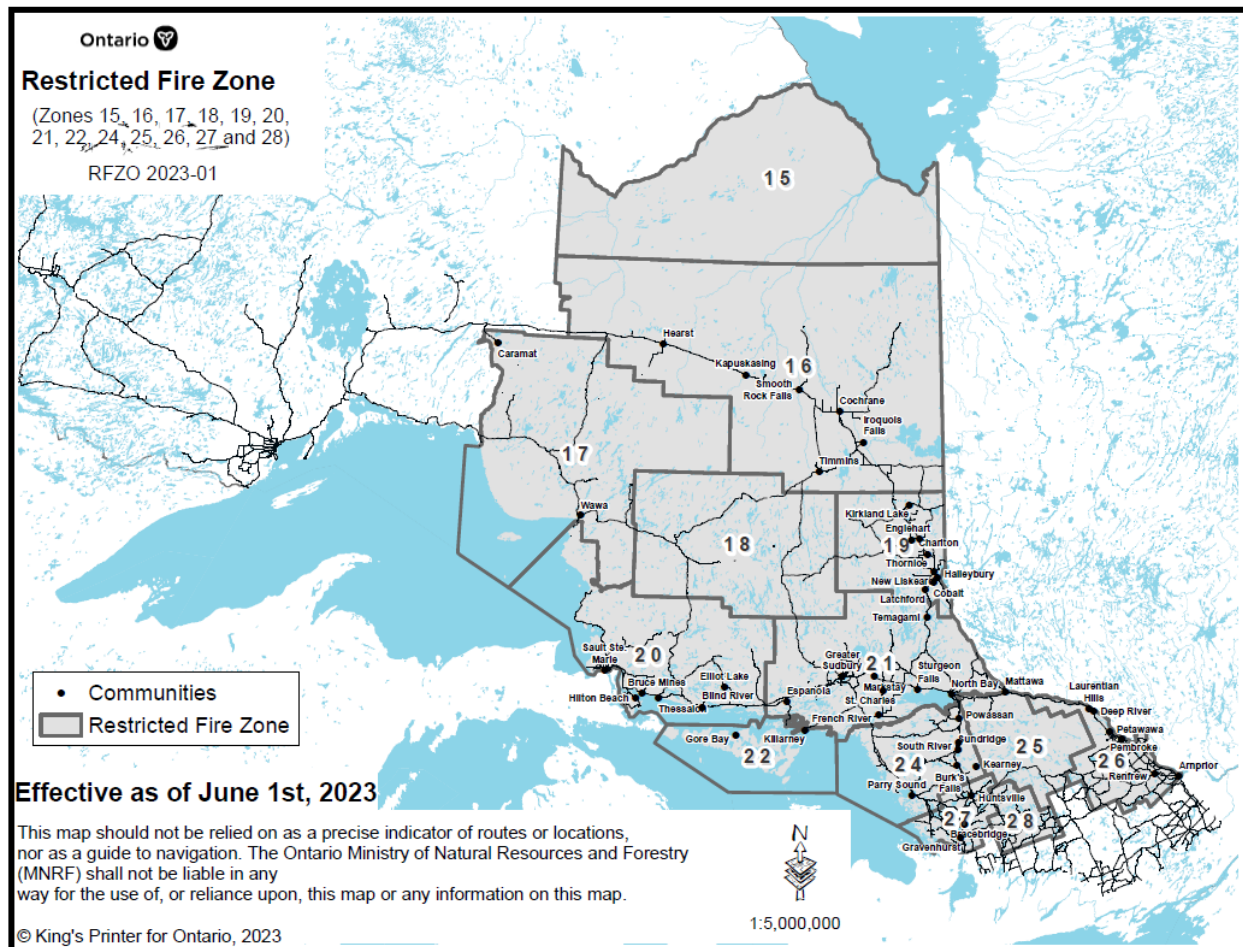 Ontario
Restricted Fire Zone
(Zones 15, 16, 17, 18, 19, 20,
21, 22, 24, 25, 26, 27 and 28)
RFZO 2023-01
15
Hearst
Caramat
Kapuskasing
16
Smooth
Rock Falls
Cochrane
Iroquois
Falls
17
Timmins
Wawa
Kirkland Lake
Englehart
18
19
Charlton
Thornloe
Haileybury
New Liskeard
Cobalt
Latchford
Temagami
Sault Ste.
Marie
20
Greater
Sudbury
21
Sturgeon
Falls
Elliot Lake
Bruce Mines
Markstay
North Bay
Mattawa
Laurentian
Hills
Hilton Beach
Blind River
Espanola
St. Charles
Thessalon
Deep River
French River
Powassan
Petawawa
Gore Bay
Killarney
Sundridge
South River
25
Pembroke
22
24
Kearney
26
Arnprior
Renfrew
Burk's
Falls
Parry Sound
Huntsville
27
28
Bracebridge
Gravenhurst
Communities
Restricted Fire Zone
Effective as of June 1st, 2023
This map should not be relied on as a precise indicator of routes or locations,
nor as a guide to navigation. The Ontario Ministry of Natural Resources and Forestry
(MNRF) shall not be liable in any
way for the use of, or reliance upon, this map or any information on this map.
N
1:5,000,000
© King's Printer for Ontario, 2023